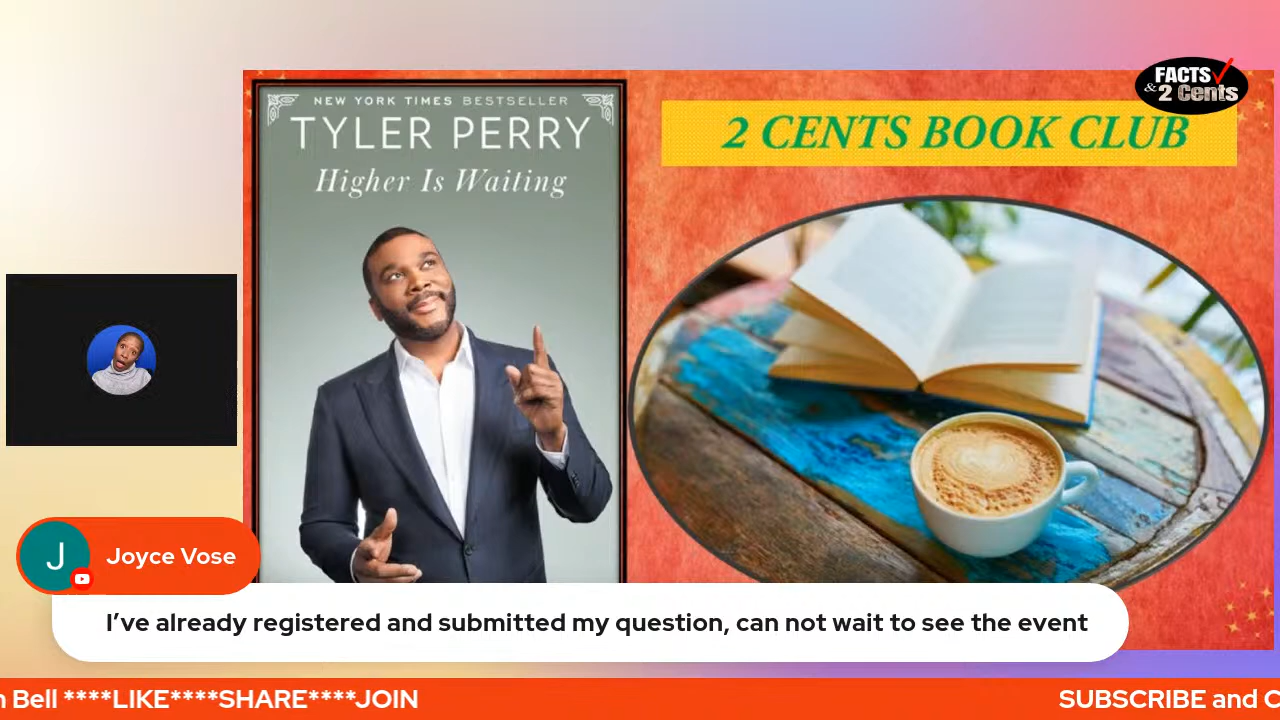 FACTS
& 2 Cents
NEW YORK TIMES BESTSELLER
TYLER PERRY
Higher Is Waiting
2 CENTS BOOK CLUB
J
Joyce Vose
I’ve already registered and submitted my question, can not wait to see the event
Bell ****LIKE****SHARE****JOIN
SUBSCRIBE and